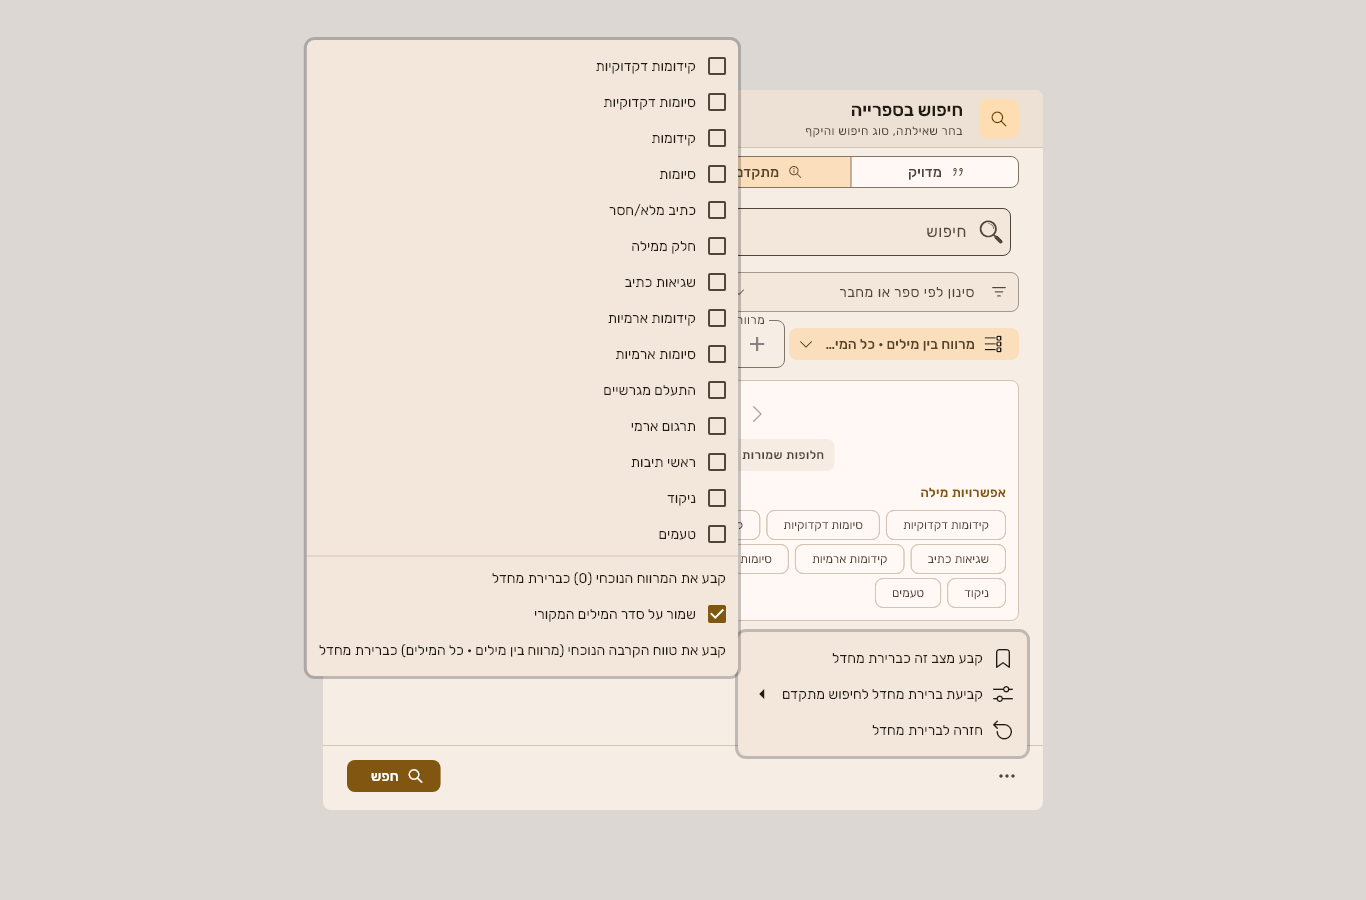 חיפוש בספרייה
בחר שאילתה, סוג חיפוש והיקף
מדויק
מתקדם
חיפוש
סינון לפי ספר או מחבר
מרווח בין מילים • כל המי...
מרווח
חלופות שמורות
אפשרויות מילה
קידומות דקדוקיות
סיומות דקדוקיות
שגיאות כתיב
קידומות ארמיות
סיומות
ניקוד
טעמים
קידומות דקדוקיות
סיומות דקדוקיות
קידומות
סיומות
כתיב מלא/חסר
חלק ממילה
שגיאות כתיב
קידומות ארמיות
סיומות ארמיות
התעלם מגרשיים
תרגום ארמי
ראשי תיבות
ניקוד
טעמים
קבע את המרווח הנוכחי (0) כברירת מחדל
שמור על סדר המילים המקורי
קבע את טווח הקרבה הנוכחי (מרווח בין מילים • כל המילים) כברירת מחדל
קבע מצב זה כברירת מחדל
קביעת ברירת מחדל לחיפוש מתקדם
חזרה לברירת מחדל
חפש